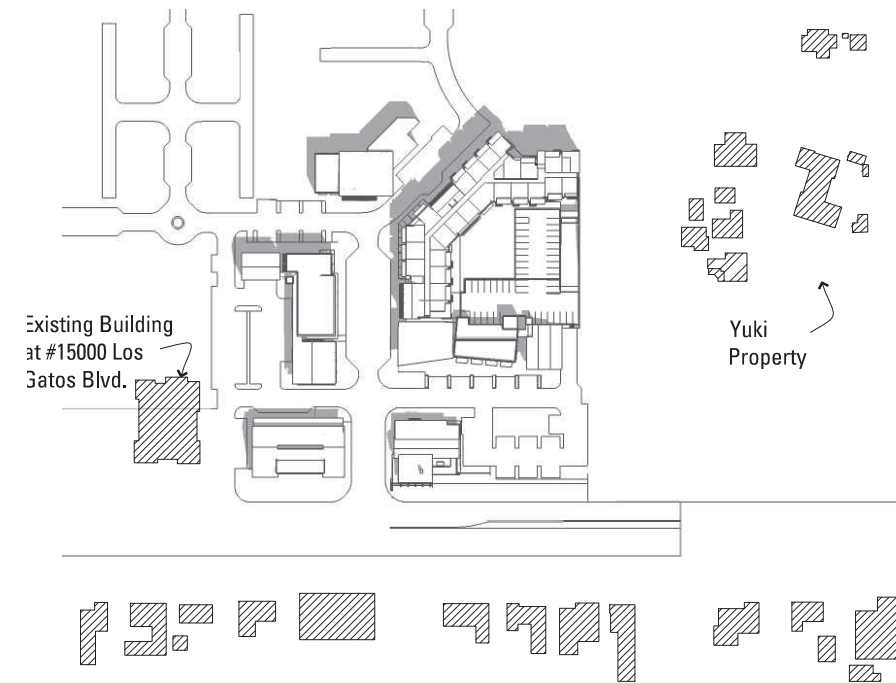 Existing Building
at #15000 Los
Gatos Blvd.
Yuki
Property